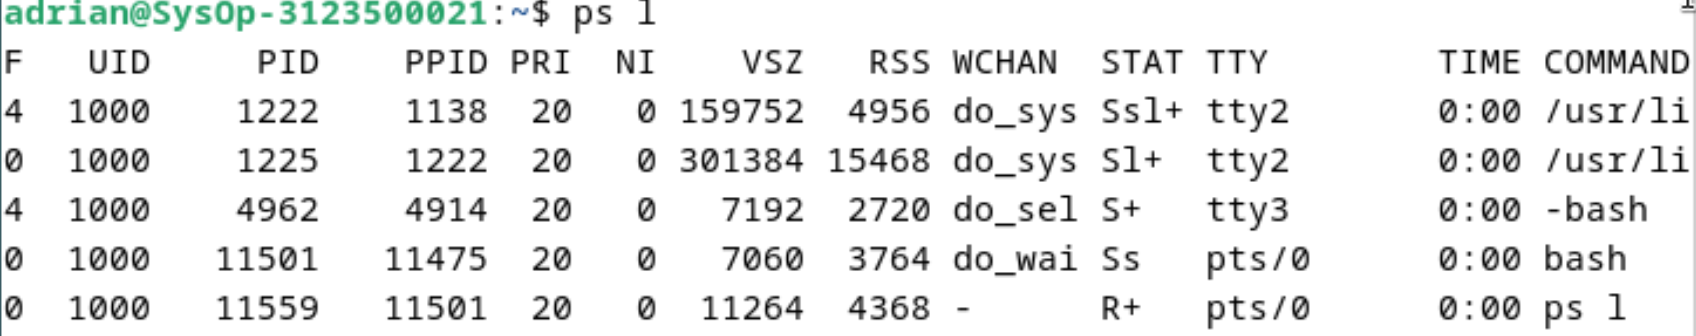 adrian@SysOp-3123500021:~$ ps l
F UID PID PPID PRI NI VSZ RSS WCHAN STAT TTY TIME COMMAND
4 1000 1222 1138 20 0 159752 4956 do_sys Ssl+ tty2 0:00 /usr/li
0 1000 1225 1222 20 0 301384 15468 do_sys Sl+ tty2 0:00 /usr/li
4 1000 4962 4914 20 0 7192 2720 do_sel S+ tty3 0:00 -bash
0 1000 11501 11475 20 0 7060 3764 do_wai Ss pts/0 0:00 bash
0 1000 11559 11501 20 0 11264 4368 - R+ pts/0 0:00 ps l